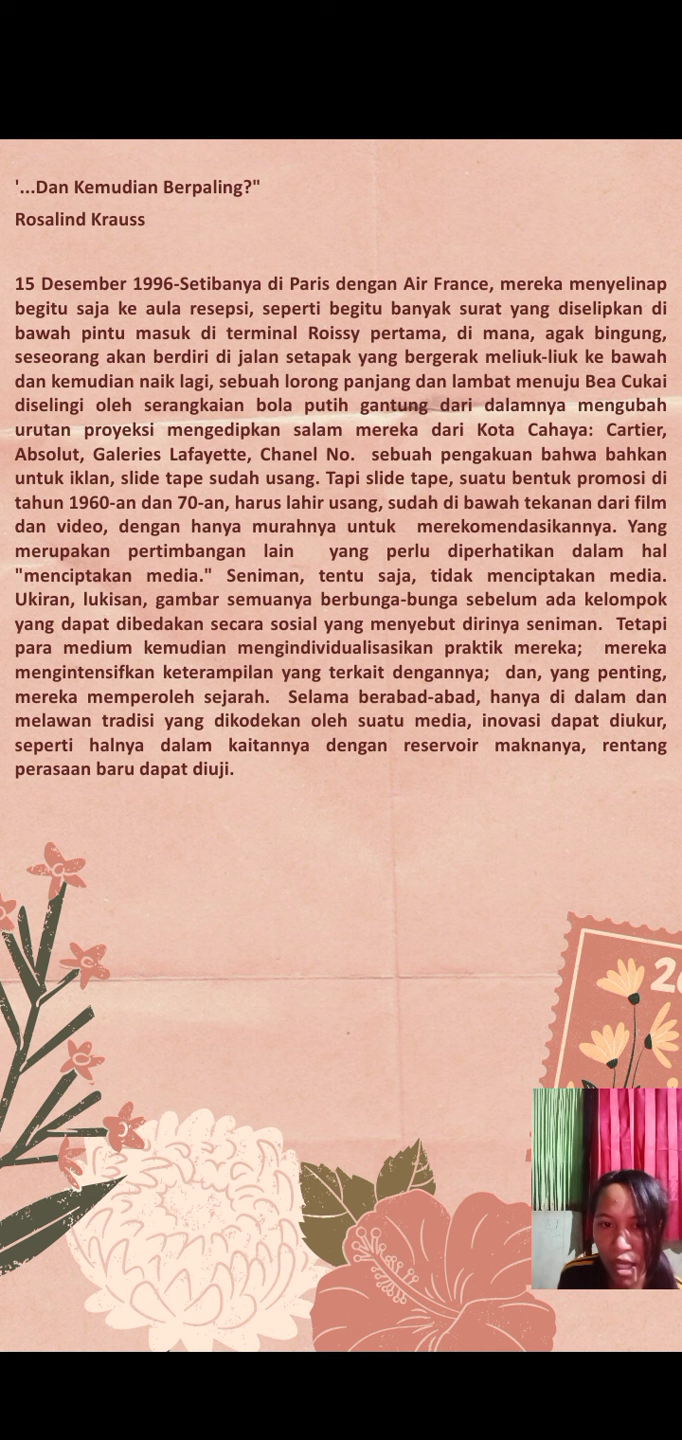 '...Dan Kemudian Berpaling?"
Rosalind Krauss
15 Desember 1996-Setibanya di Paris dengan Air France, mereka menyelinap
begitu saja ke aula resepsi, seperti begitu banyak surat yang diselipkan di
bawah pintu masuk di terminal Roissy pertama, di mana, agak bingung,
seseorang akan berdiri di jalan setapak yang bergerak meliuk-liuk ke bawah
dan kemudian naik lagi, sebuah lorong panjang dan lambat menuju Bea Cukai
diselingi oleh serangkaian bola putih gantung dari dalamnya mengubah
urutan proyeksi mengedipkan salam mereka dari Kota Cahaya: Cartier,
Absolut, Galeries Lafayette, Chanel No.  sebuah pengakuan bahwa bahkan
untuk iklan, slide tape sudah usang. Tapi slide tape, suatu bentuk promosi di
tahun 1960-an dan 70-an, harus lahir usang, sudah di bawah tekanan dari film
dan video, dengan hanya murahnya untuk  merekomendasikannya. Yang
merupakan pertimbangan lain  yang perlu diperhatikan dalam hal
"menciptakan media." Seniman, tentu saja, tidak menciptakan media.
Ukiran, lukisan, gambar semuanya berbunga-bunga sebelum ada kelompok
yang dapat dibedakan secara sosial yang menyebut dirinya seniman.  Tetapi
para medium kemudian mengindividualisasikan praktik mereka;  mereka
mengintensifkan keterampilan yang terkait dengannya;  dan, yang penting,
mereka memperoleh sejarah.  Selama berabad-abad, hanya di dalam dan
melawan tradisi yang dikodekan oleh suatu media, inovasi dapat diukur,
seperti halnya dalam kaitannya dengan reservoir maknanya, rentang
perasaan baru dapat diuji.